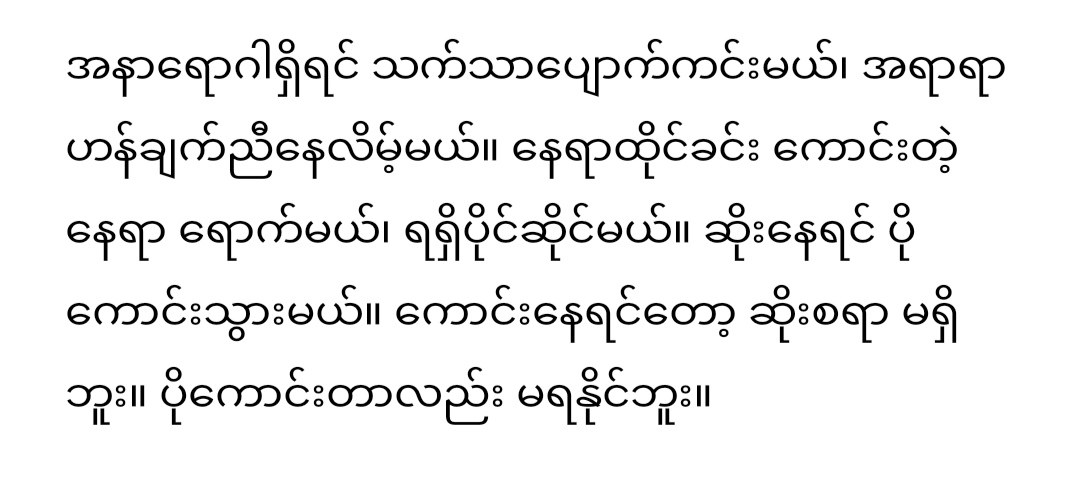 အနာရောဂါရှိရင် သက်သာပျောက်ကင်းမယ်၊ အရာရာ
ဟန်ချက်ညီနေလိမ့်မယ်။ နေရာထိုင်ခင်း ကောင်းတဲ့
နေရာ ရောက်မယ်၊ ရရှိပိုင်ဆိုင်မယ်။ ဆိုးနေရင် ပို
ကောင်းသွားမယ်။ ကောင်းနေရင်တော့ ဆိုးစရာ မရှိ
ဘူး။ ပိုကောင်းတာလည်း မရနိုင်ဘူး။